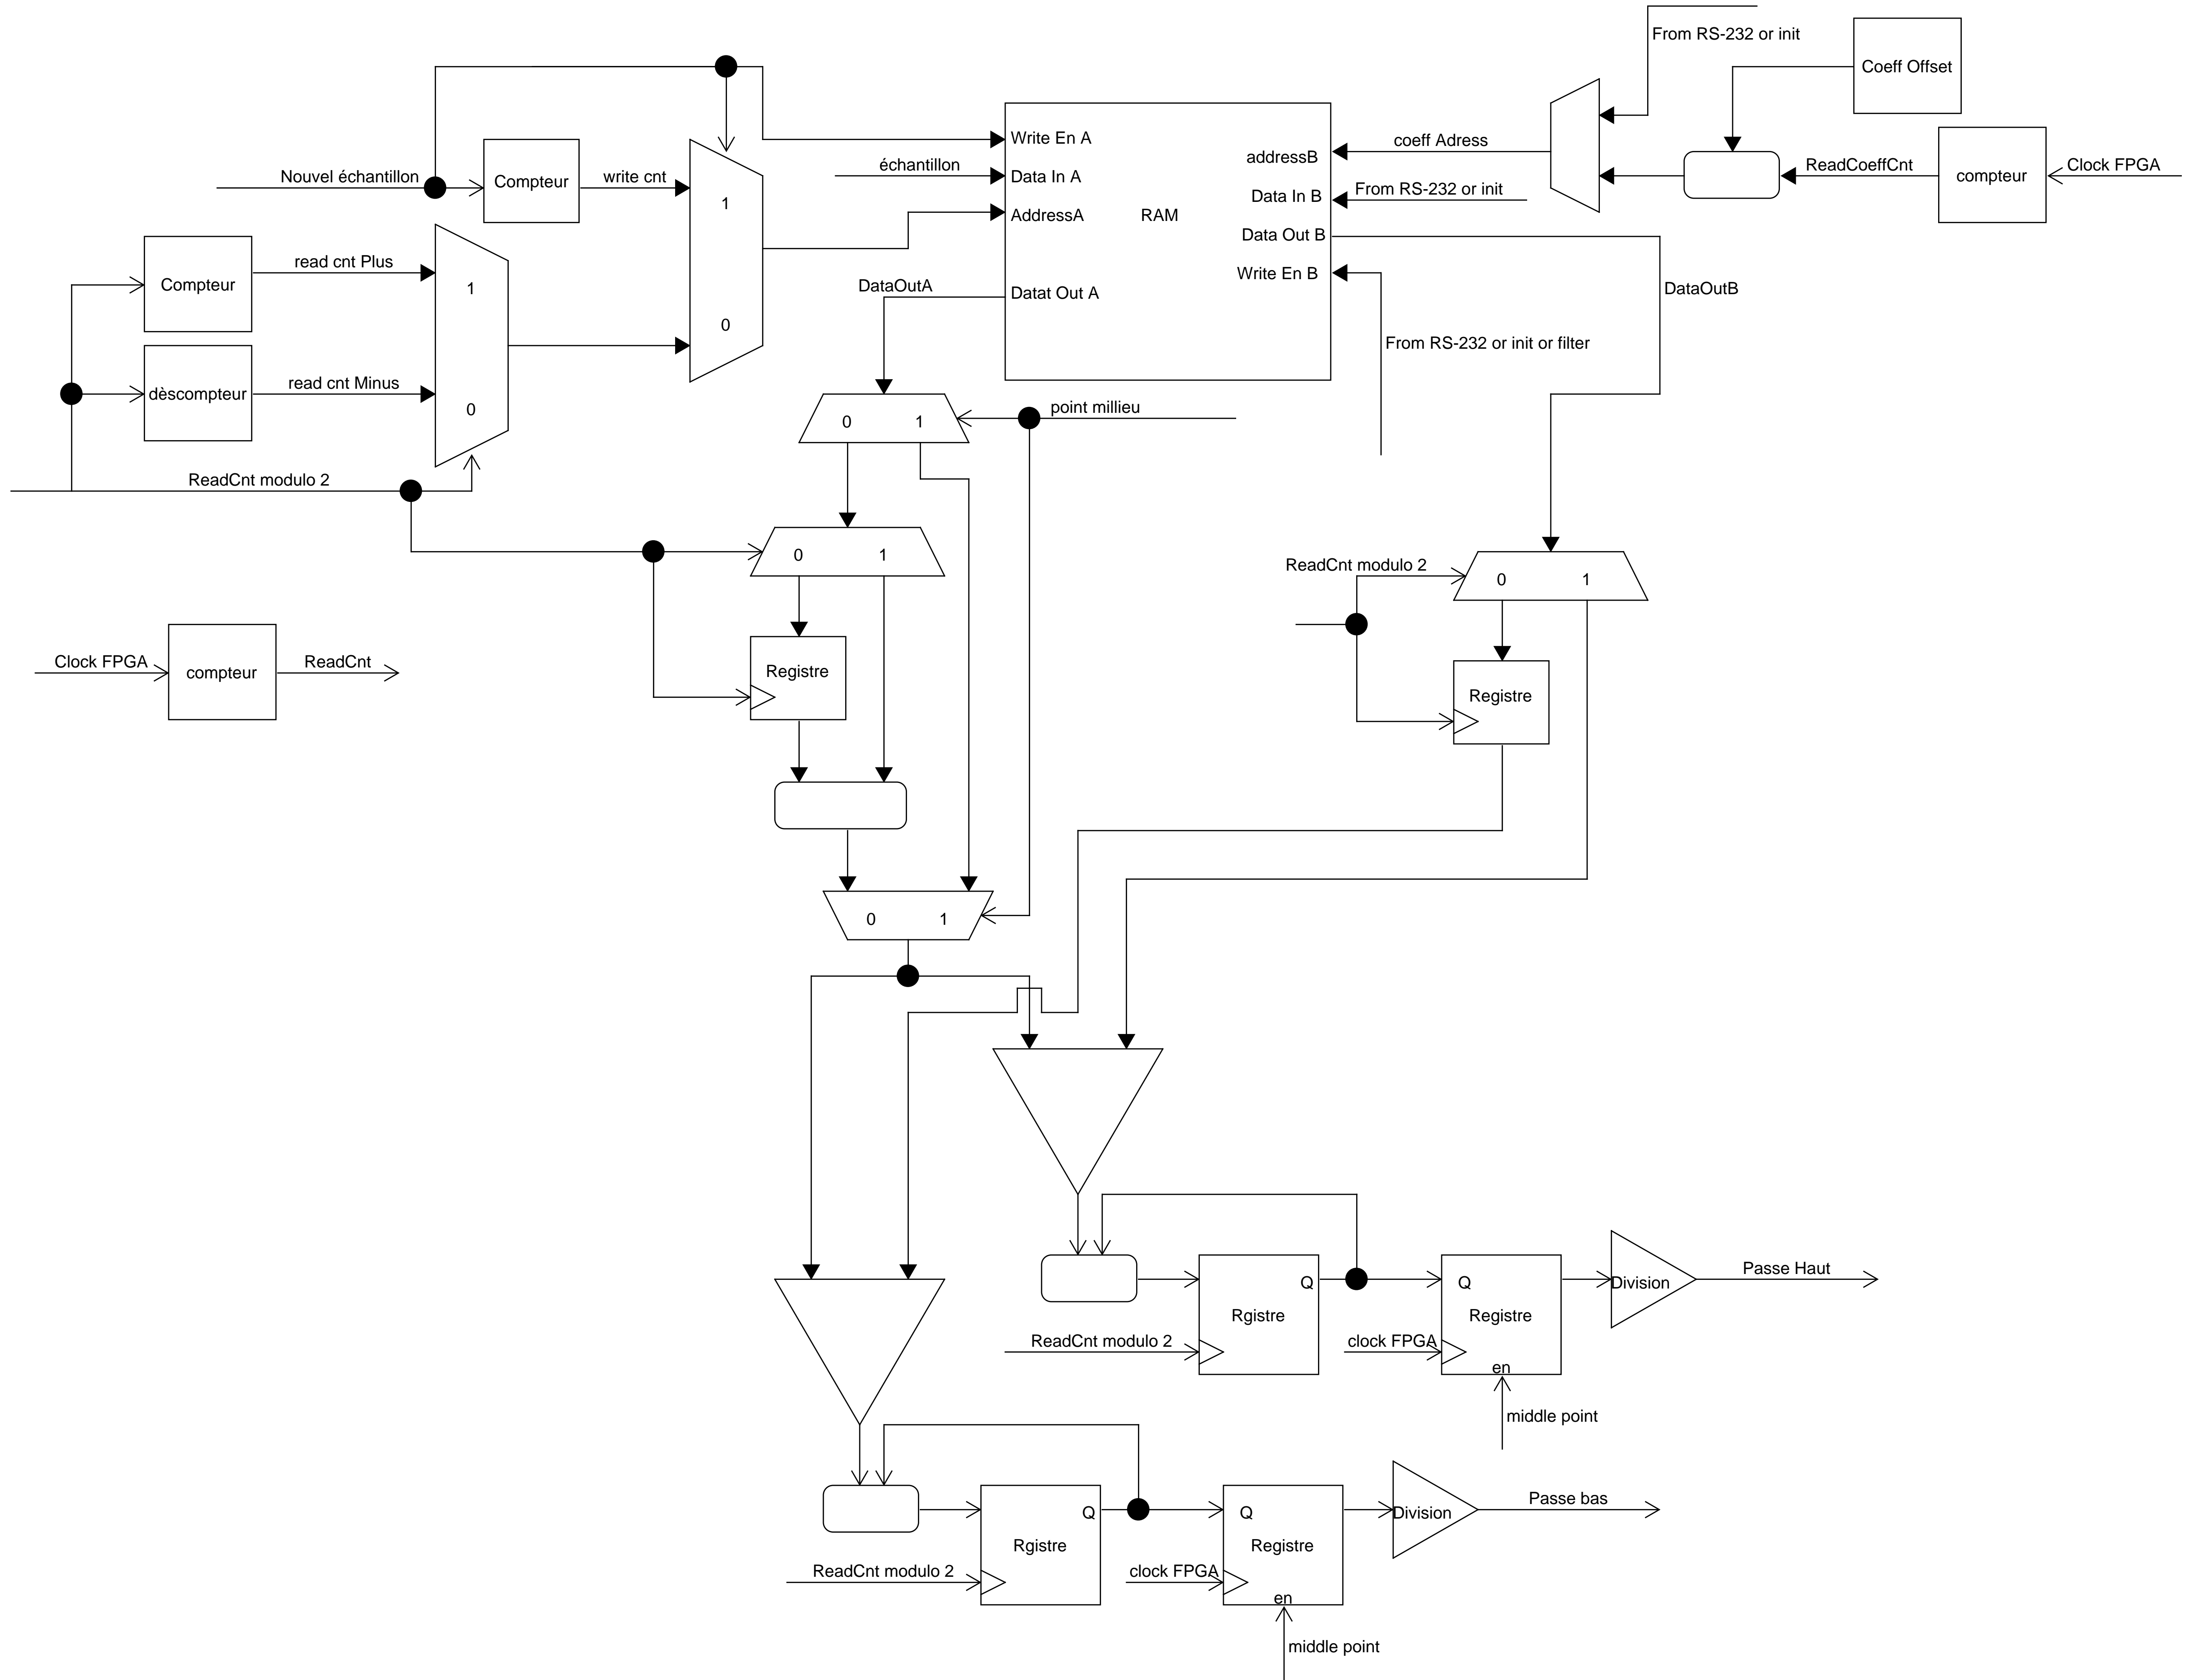 From RS-232 or init
Coeff Offset
Write En A
coeff Adress
addressB
Nouvel échantillon
Compteur
write cnt
échantillon
Data In A
ReadCoeffCnt
compteur
Clock FPGA
1
Data In B
From RS-232 or init
AddressA
RAM
Data Out B
read cnt Plus
Compteur
1
Write En B
DataOutA
Datat Out A
DataOutB
0
From RS-232 or init or filter
read cnt Minus
dèscompteur
0
0
1
point millieu
ReadCnt modulo 2
0
1
ReadCnt modulo 2
0
1
Clock FPGA
compteur
ReadCnt
Registre
Registre
0
1
Passe Haut
Q
Q
Division
Rgistre
Registre
ReadCnt modulo 2
clock FPGA
en
middle point
Passe bas
Q
Q
Division
Rgistre
Registre
ReadCnt modulo 2
clock FPGA
en
middle point